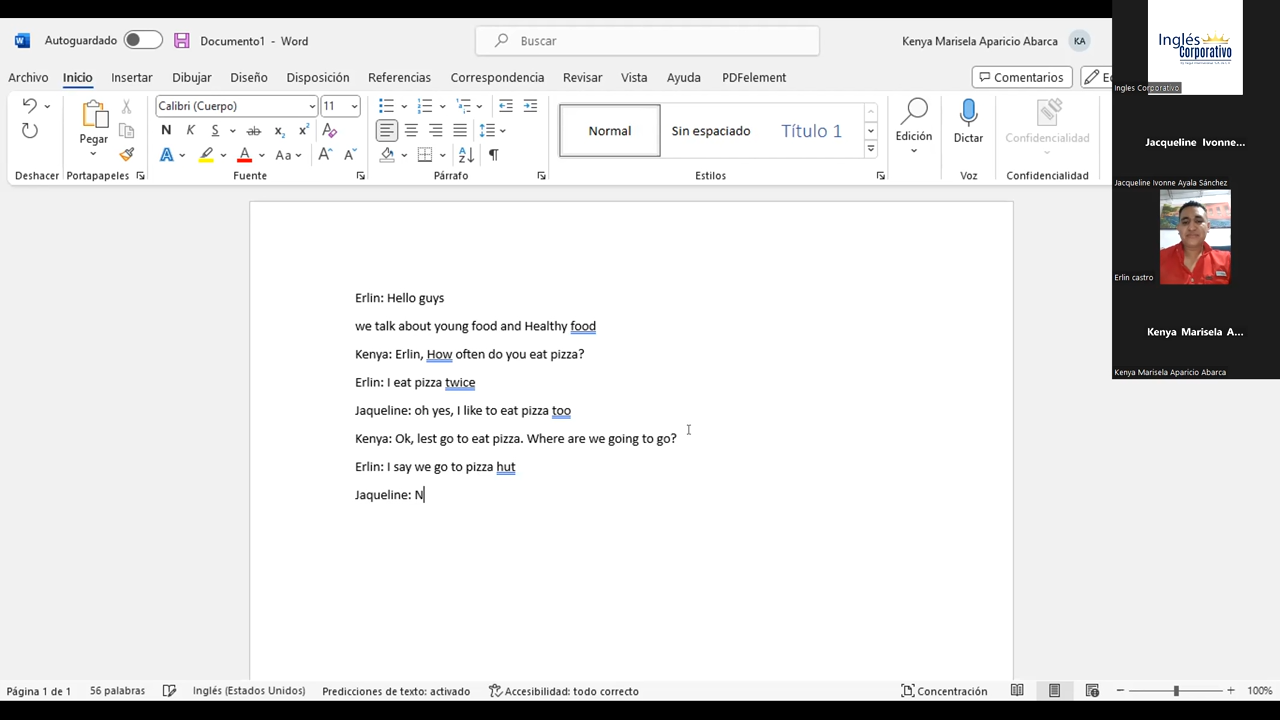 Autoguardado
Documento1 - Word
Buscar
Kenya Marisela Aparicio Abarca
KA
Archivo
Inicio
Insertar
Dibujar
Diseño
Disposición
Referencias
Correspondencia
Revisar
Vista
Ayuda
PDFelement
Comentarios
Calibri (Cuerpo)
11
Pegar
N
K
S
ab
x₂
x²
Aa
Normal
Sin espaciado
Título 1
Edición
Dictar
Confidencialidad
Deshacer
Portapapeles
Fuente
Párrafo
Estilos
Voz
Confidencialidad
Erlin: Hello guys
we talk about young food and Healthy food
Kenya: Erlin, How often do you eat pizza?
Erlin: I eat pizza twice
Jaqueline: oh yes, I like to eat pizza too
Kenya: Ok, lest go to eat pizza. Where are we going to go?
Erlin: I say we go to pizza hut
Jaqueline: N
Inglés
Corporativo
Ingles Corporativo
Jacqueline Ivonne...
Jacqueline Ivonne Ayala Sánchez
Erlin castro
Kenya Marisela A...
Kenya Marisela Aparicio Abarca
Página 1 de 1
56 palabras
Inglés (Estados Unidos)
Predicciones de texto: activado
Accesibilidad: todo correcto
Concentración
100%